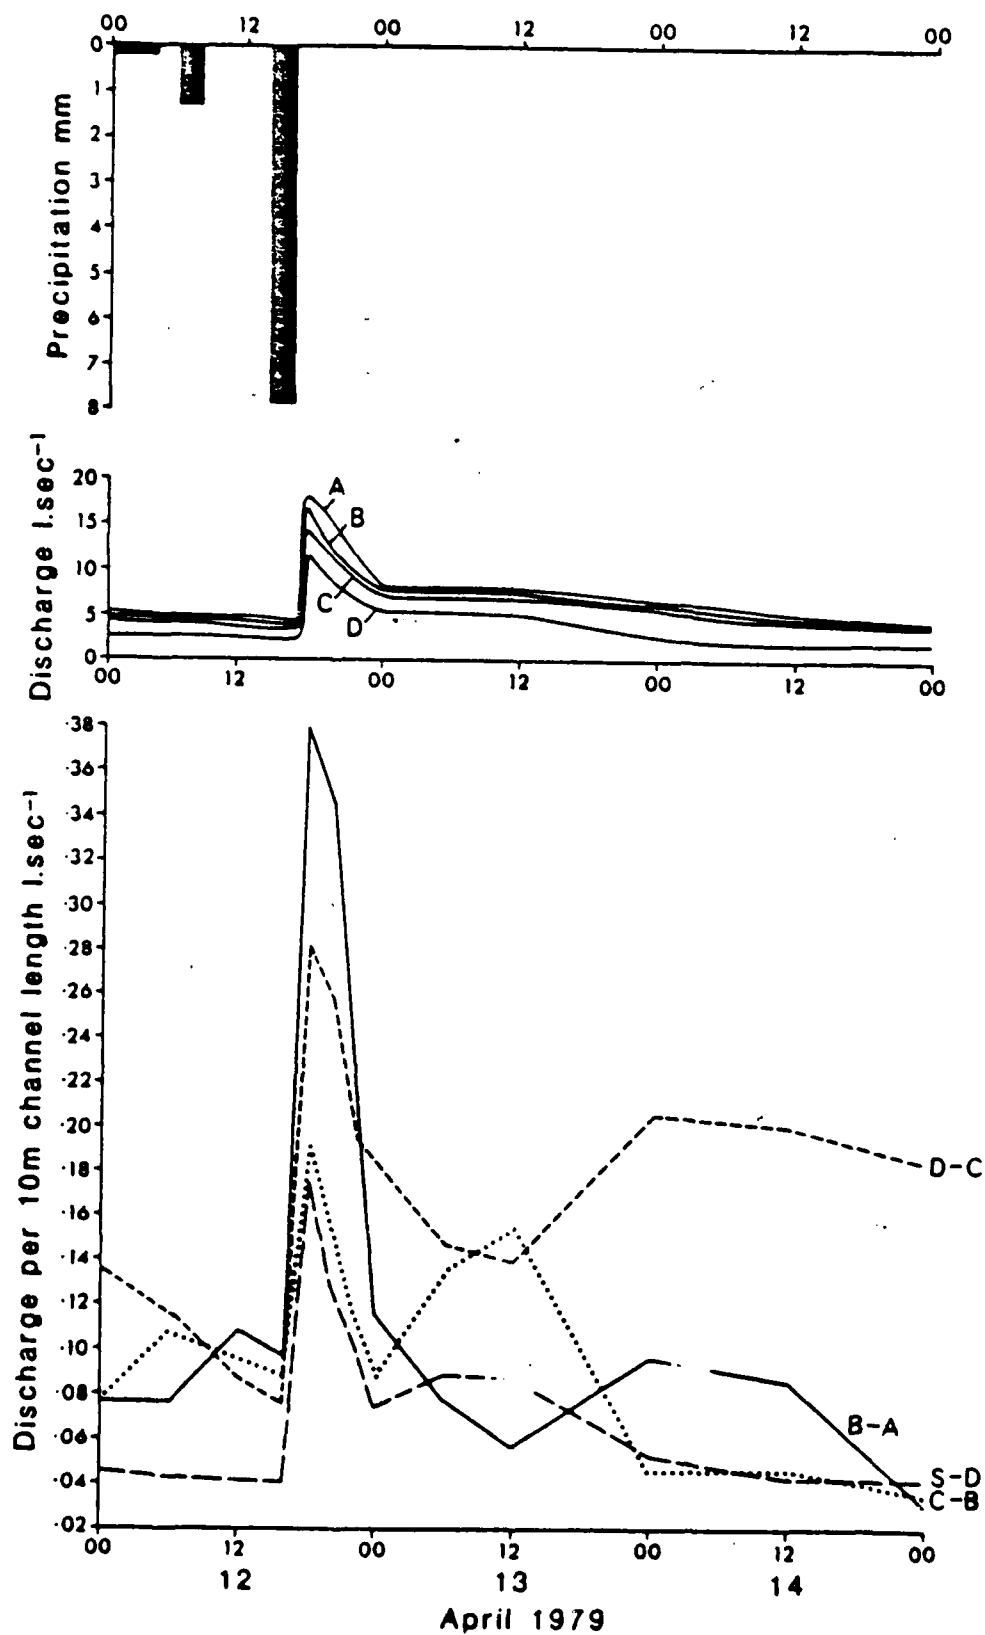 00 12 00 12 00 12 00
Precipitation mm
0
1
2
3
4
5
6
7
8
Discharge l.sec⁻¹
20
15
10
5
0
A
B
C
D
00 12 00 12 00 12 00
Discharge per 10m channel length l.sec⁻¹
·38
·36
·34
·32
·30
·28
·26
·24
·22
·20
·18
·16
·14
·12
·10
·08
·06
·04
·02
D-C
B-A
S-D
C-B
00 12 00 12 00 12 00
12 13 14
April 1979